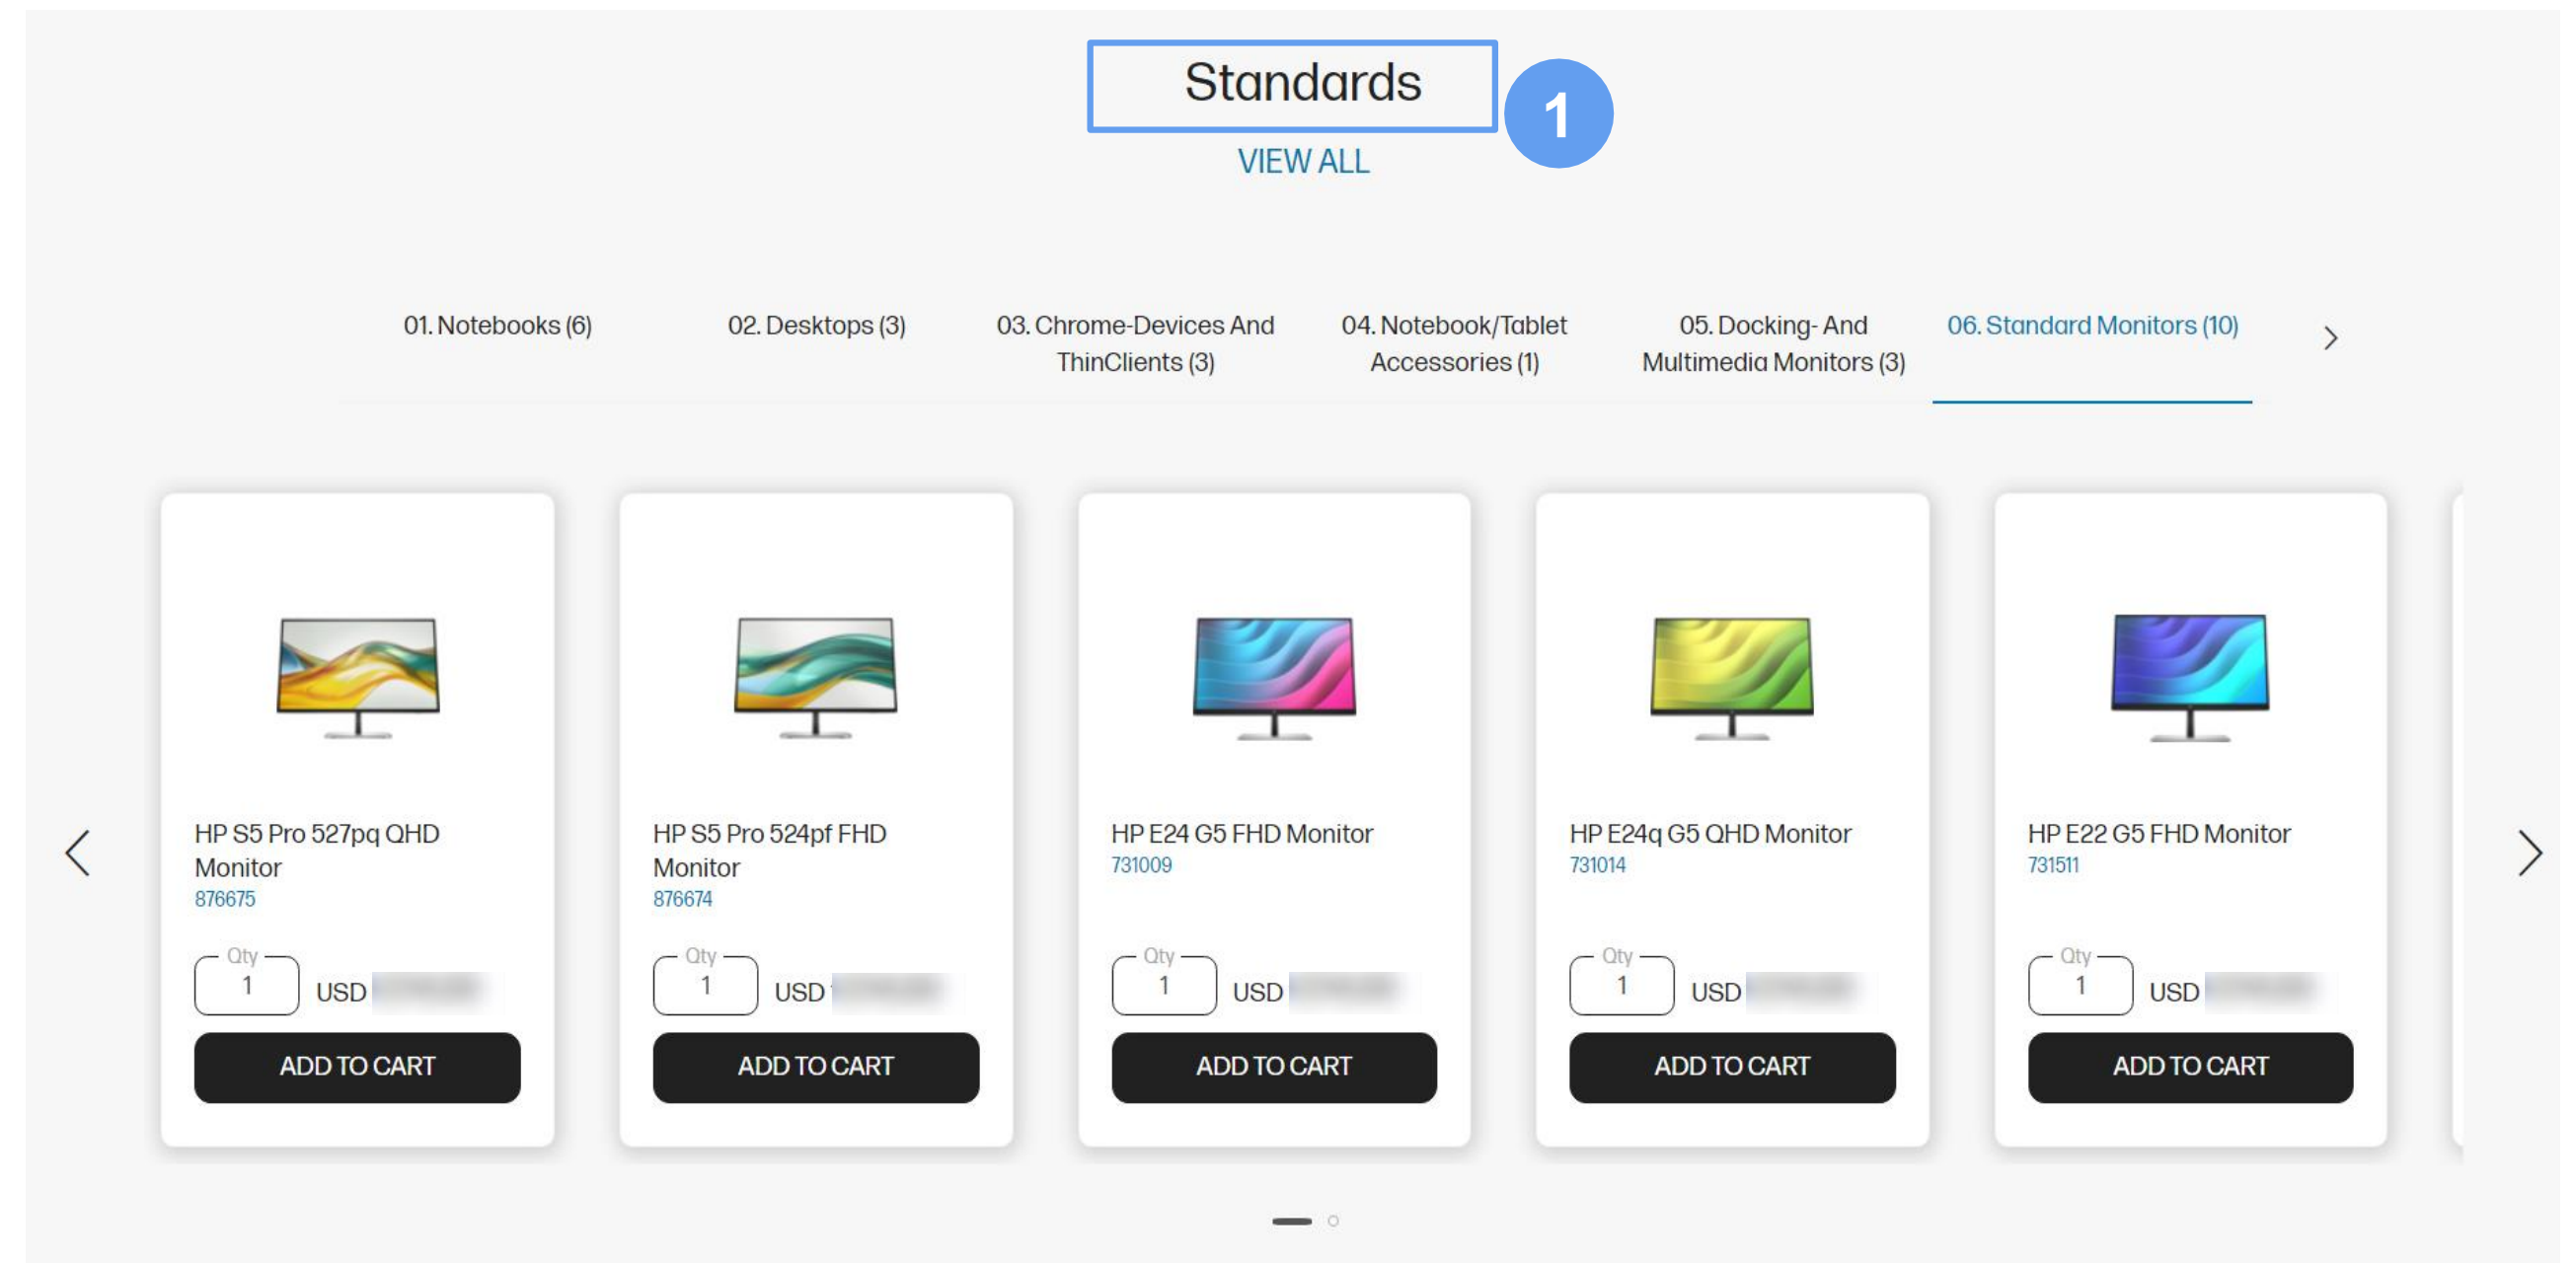 Standards
1
VIEW ALL
01. Notebooks (6)
02. Desktops (3)
03. Chrome-Devices And
ThinClients (3)
04. Notebook/Tablet
Accessories (1)
05. Docking- And
Multimedia Monitors (3)
06. Standard Monitors (10)
HP S5 Pro 527pq QHD
Monitor
876675
Qty
1
USD
ADD TO CART
HP S5 Pro 524pf FHD
Monitor
876674
Qty
1
USD
ADD TO CART
HP E24 G5 FHD Monitor
731009
Qty
1
USD
ADD TO CART
HP E24q G5 QHD Monitor
731014
Qty
1
USD
ADD TO CART
HP E22 G5 FHD Monitor
731511
Qty
1
USD
ADD TO CART